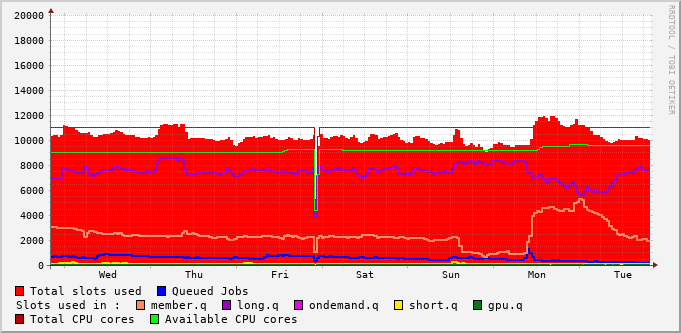 20000
18000
16000
14000
12000
10000
8000
6000
4000
2000
0
Wed Thu Fri Sat Sun Mon Tue
Total slots used Queued Jobs
Slots used in : member.q long.q ondemand.q short.q gpu.q
Total CPU cores Available CPU cores
RRDTOOL / TOBI OETIKER